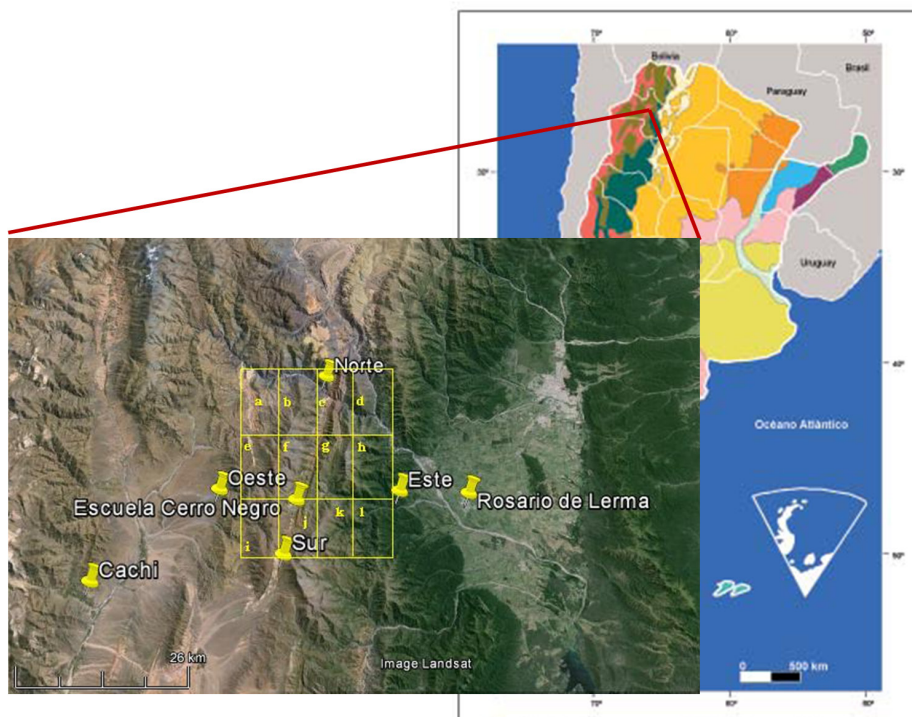 70° 60° 50°
Bolivia
Brasil
Paraguay
30°
Uruguay
40°
Océano Atlántico
50°
0 500 km
70° 60° 50°
Norte
a b c d
e f g h
Oeste
Este
Escuela Cerro Negro
Rosario de Lerma
j k l
i
Sur
Cachi
26 km
Image Landsat